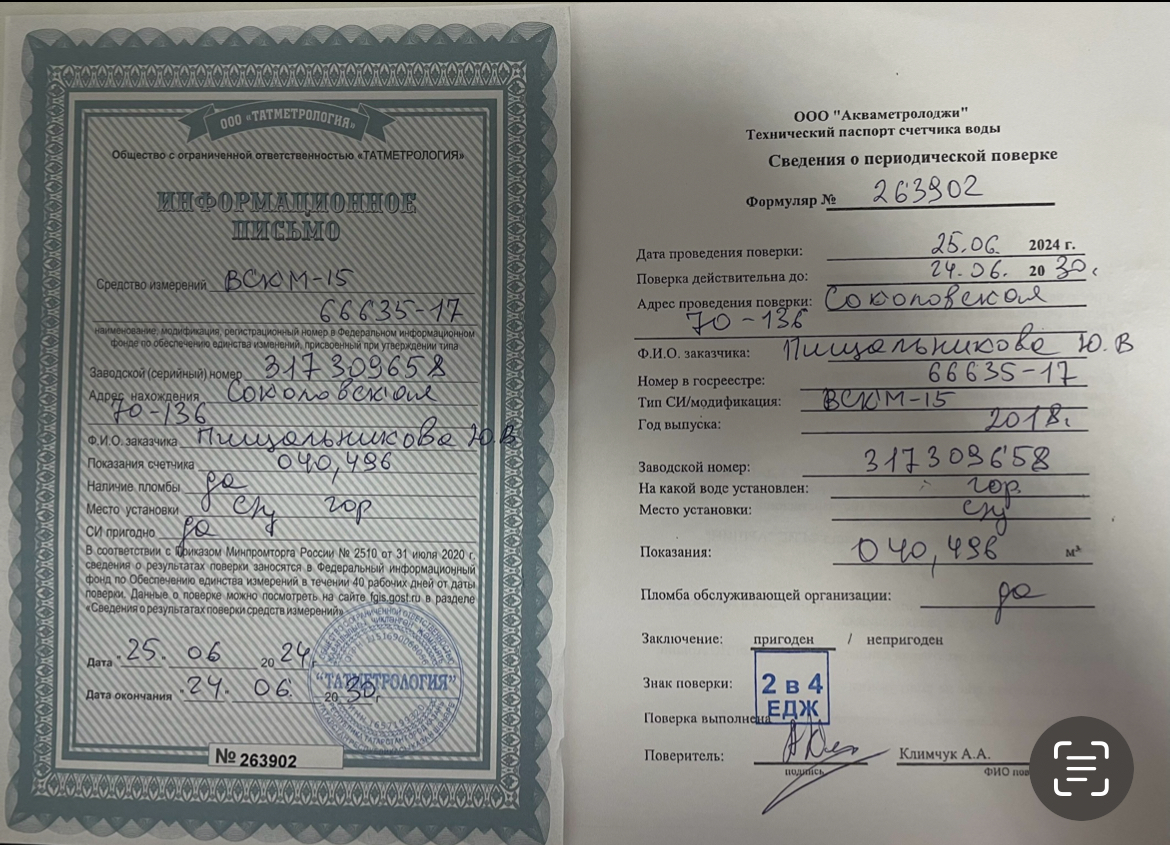 ООО «ТАТМЕТРОЛОГИЯ»
Общество с ограниченной ответственностью «ТАТМЕТРОЛОГИЯ»
ИНФОРМАЦИОННОЕ
ПИСЬМО
Средство измерений ВСКМ-15
66635-17
наименование, модификация, регистрационный номер в Федеральном информационном
фонде по обеспечению единства изменений, присвоенный при утверждении типа
Заводской (серийный) номер 317309658
Адрес нахождения Соколовская
70-136
Ф.И.О. заказчика Пищальникова Ю.В
Показания счетчика 040,496
Наличие пломбы да
Место установки С/у гор
СИ пригодно да
В соответствии с Приказом Минпромторга России № 2510 от 31 июля 2020 г.
сведения о результатах поверки заносятся в Федеральный информационный
фонд по Обеспечению единства измерений в течении 40 рабочих дней от даты
поверки. Данные о поверке можно посмотреть на сайте fgis.gost.ru в разделе
«Сведения о результатах поверки средств измерений»
Дата "25" 06 2024 г
Дата окончания "24" 06. 2030г
"ТАТМЕТРОЛОГИЯ"
№ 263902
ООО "Акваметролоджи"
Технический паспорт счетчика воды
Сведения о периодической поверке
Формуляр № 263902
Дата проведения поверки: 25.06. 2024 г.
Поверка действительна до: 24.06. 2030.
Адрес проведения поверки: Соколовская
70-136
Ф.И.О. заказчика: Пищальникова Ю.В
Номер в госреестре: 66635-17
Тип СИ/модификация: ВСКМ-15
Год выпуска: 2018.
Заводской номер: 317309658
На какой воде установлен: гор.
Место установки: С/у
Показания: 040,496 м³
Пломба обслуживающей организации: да
Заключение: пригоден / непригоден
Знак поверки: 2 в 4
ЕДЖ
Поверка выполнена
Поверитель: Климчук А.А.
подпись ФИО